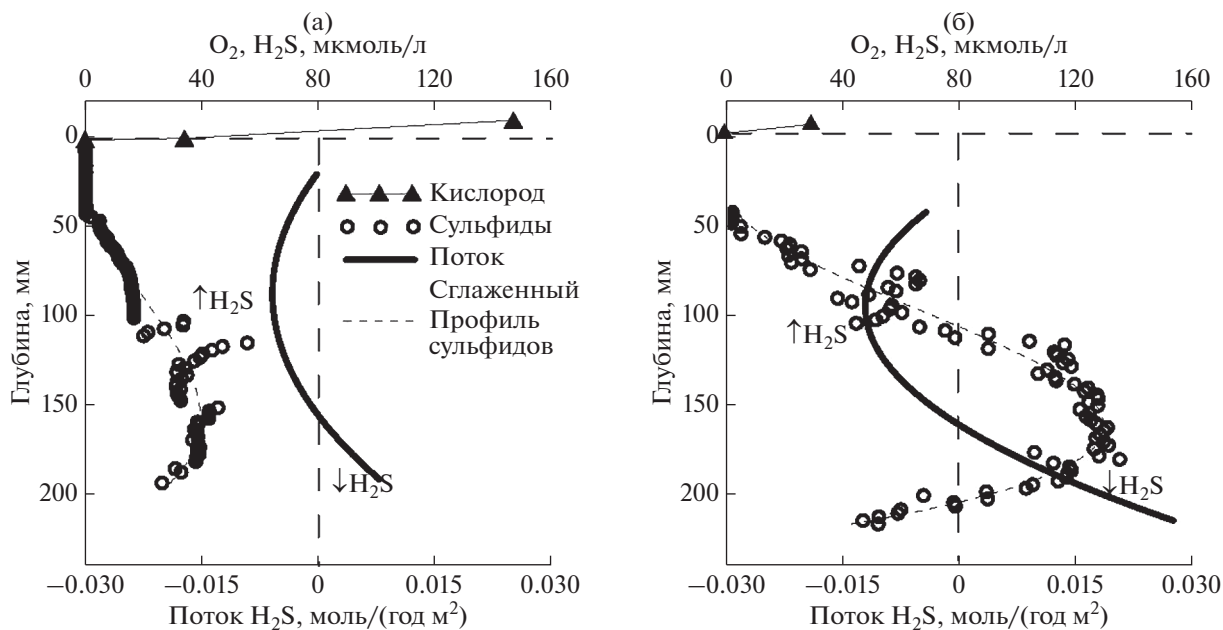 (а)
O₂, H₂S, мкмоль/л
0 40 80 120 160
Глубина, мм
0
50
100
150
200
Кислород
Сульфиды
Поток
Сглаженный
Профиль
сульфидов
↑H₂S
↓H₂S
−0.030 −0.015 0 0.015 0.030
Поток H₂S, моль/(год м²)
(б)
O₂, H₂S, мкмоль/л
0 40 80 120 160
Глубина, мм
0
50
100
150
200
↑H₂S
↓H₂S
−0.030 −0.015 0 0.015 0.030
Поток H₂S, моль/(год м²)